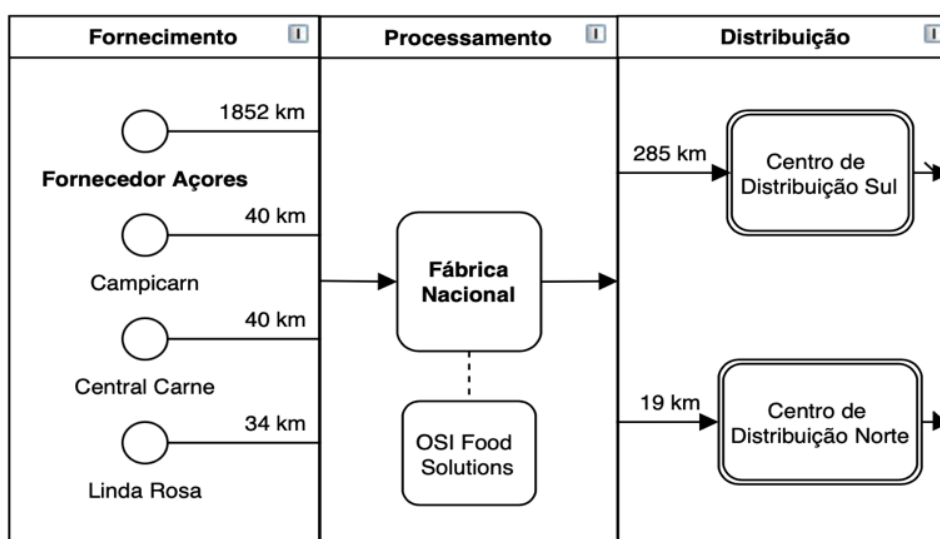 Fornecimento
Processamento
Distribuição
1852 km
Fornecedor Açores
40 km
Campicarn
40 km
Central Carne
34 km
Linda Rosa
Fábrica
Nacional
OSI Food
Solutions
285 km
Centro de
Distribuição Sul
19 km
Centro de
Distribuição Norte